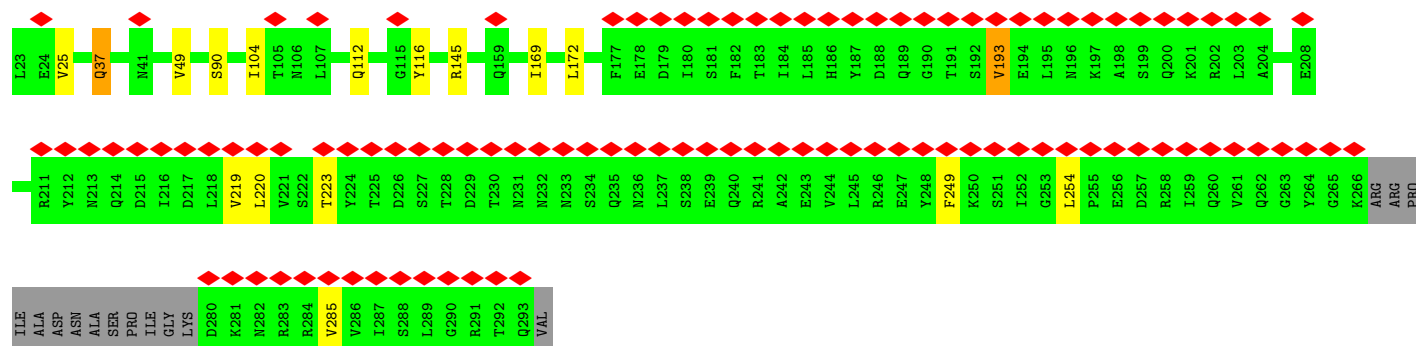 L23 E24 V25 Q37 N41 V49 S90 I104 T105 N106 L107 Q112 G115 Y116 R145 Q159 I169 L172 F177 E178 D179 I180 S181 F182 T183 I184 L185 H186 Y187 D188 Q189 G190 T191 S192 V193 E194 L195 N196 K197 A198 S199 Q200 K201 R202 L203 A204 E208
R211 Y212 N213 Q214 D215 I216 D217 L218 V219 L220 V221 S222 T223 Y224 T225 D226 S227 T228 D229 T230 N231 N232 N233 S234 Q235 N236 L237 S238 E239 Q240 R241 A242 E243 V244 L245 R246 E247 Y248 F249 K250 S251 I252 G253 L254 P255 E256 D257 R258 I259 Q260 V261 Q262 G263 Y264 G265 K266 ARG ARG PRO
ILE ALA ASP ASN ALA SER PRO ILE GLY LYS D280 K281 N282 R283 R284 V285 V286 I287 S288 L289 G290 R291 T292 Q293 VAL